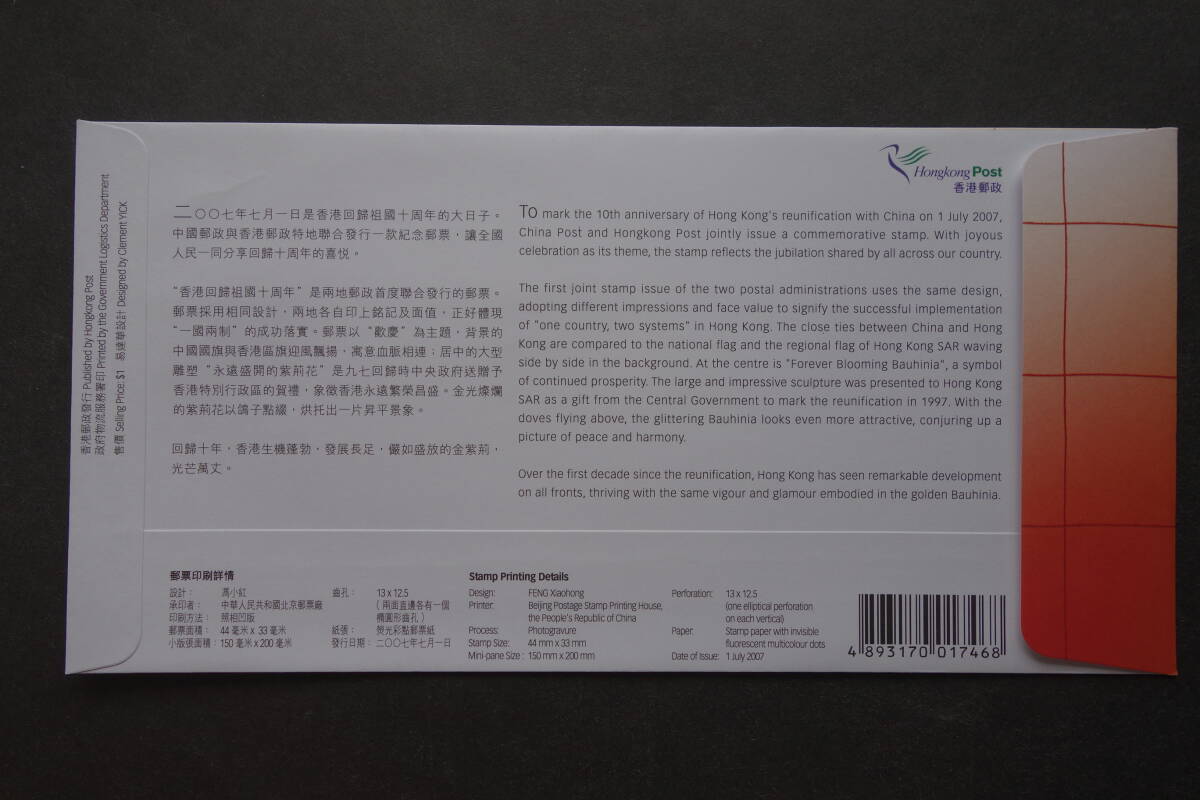 香港郵政發行 Published by Hongkong Post
政府物流服務署印 Printed by the Government Logistics Department
售價 Selling Price: $1 易達華設計 Designed by Clement YICK
Hongkong Post
香港郵政
二〇〇七年七月一日是香港回歸祖國十周年的大日子。
中國郵政與香港郵政特地聯合發行一款紀念郵票，讓全國
人民一同分享回歸十周年的喜悅。
“香港回歸祖國十周年”是兩地郵政首度聯合發行的郵票。
郵票採用相同設計，兩地各自印上銘記及面值，正好體現
“一國兩制”的成功落實。郵票以“歡慶”為主題，背景的
中國國旗與香港區旗迎風飄揚，寓意血脈相連；居中的大型
雕塑“永遠盛開的紫荊花”是九七回歸時中央政府送贈予
香港特別行政區的賀禮，象徵香港永遠繁榮昌盛。金光燦爛
的紫荊花以鴿子點綴，烘托出一片昇平景象。
回歸十年，香港生機蓬勃，發展長足，儼如盛放的金紫荊，
光芒萬丈。
To mark the 10th anniversary of Hong Kong's reunification with China on 1 July 2007,
China Post and Hongkong Post jointly issue a commemorative stamp. With joyous
celebration as its theme, the stamp reflects the jubilation shared by all across our country.
The first joint stamp issue of the two postal administrations uses the same design,
adopting different impressions and face value to signify the successful implementation
of "one country, two systems" in Hong Kong. The close ties between China and Hong
Kong are compared to the national flag and the regional flag of Hong Kong SAR waving
side by side in the background. At the centre is "Forever Blooming Bauhinia", a symbol
of continued prosperity. The large and impressive sculpture was presented to Hong Kong
SAR as a gift from the Central Government to mark the reunification in 1997. With the
doves flying above, the glittering Bauhinia looks even more attractive, conjuring up a
picture of peace and harmony.
Over the first decade since the reunification, Hong Kong has seen remarkable development
on all fronts, thriving with the same vigour and glamour embodied in the golden Bauhinia.
郵票印刷詳情
設計： 馮小紅 齒孔： 13 x 12.5
承印者： 中華人民共和國北京郵票廠 （兩面直邊各有一個
印刷方法： 照相凹版 橢圓形齒孔）
郵票面積： 44 毫米 x 33 毫米 紙張： 熒光彩點郵票紙
小版張面積：150 毫米 x 200 毫米 發行日期： 二〇〇七年七月一日
Stamp Printing Details
Design: FENG Xiaohong Perforation: 13 x 12.5
Printer: Beijing Postage Stamp Printing House, (one elliptical perforation
the People's Republic of China on each vertical)
Process: Photogravure Paper: Stamp paper with invisible
Stamp Size: 44 mm x 33 mm fluorescent multicolour dots
Mini-pane Size : 150 mm x 200 mm Date of Issue: 1 July 2007
4 893170 017468